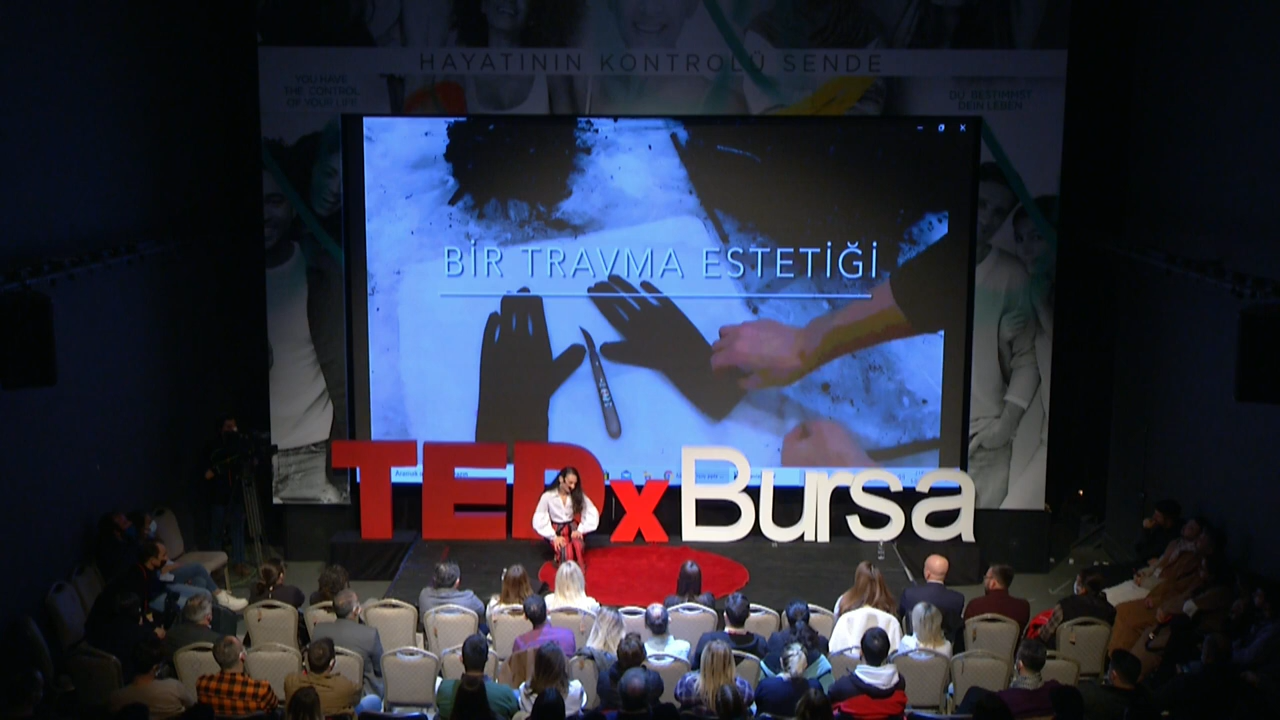 HAYATININ KONTROLÜ SENDE
YOU HAVE
THE CONTROL
OF YOUR LIFE
DU BESTIMMST
DEIN LEBEN
BİR TRAVMA ESTETİĞİ
TEDxBursa